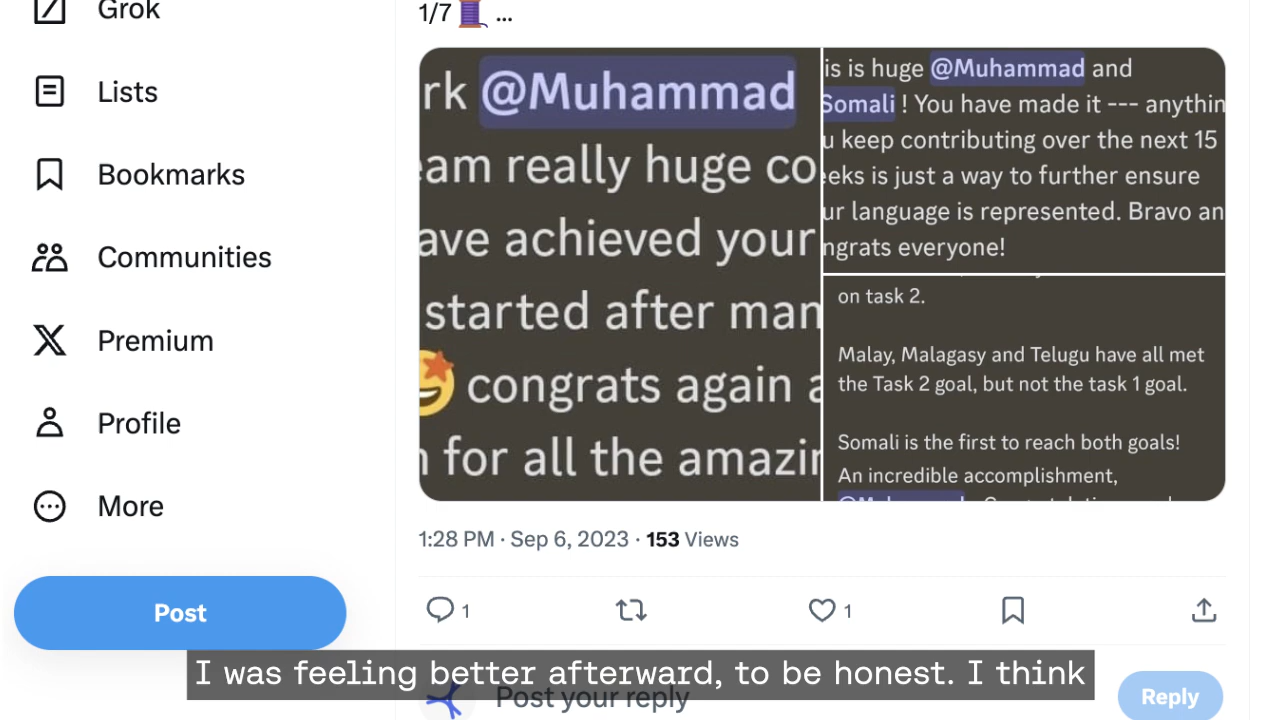 Grok
Lists
Bookmarks
Communities
Premium
Profile
More
Post
1/7 ...
rk @Muhammad
eam really huge co
ave achieved your
started after man
congrats again a
for all the amazin
is is huge @Muhammad and
Somali ! You have made it --- anythin
u keep contributing over the next 15
eeks is just a way to further ensure
ur language is represented. Bravo an
ngrats everyone!
on task 2.
Malay, Malagasy and Telugu have all met
the Task 2 goal, but not the task 1 goal.
Somali is the first to reach both goals!
An incredible accomplishment,
1:28 PM · Sep 6, 2023 · 153 Views
1
1
I was feeling better afterward, to be honest. I think
Post your reply
Reply